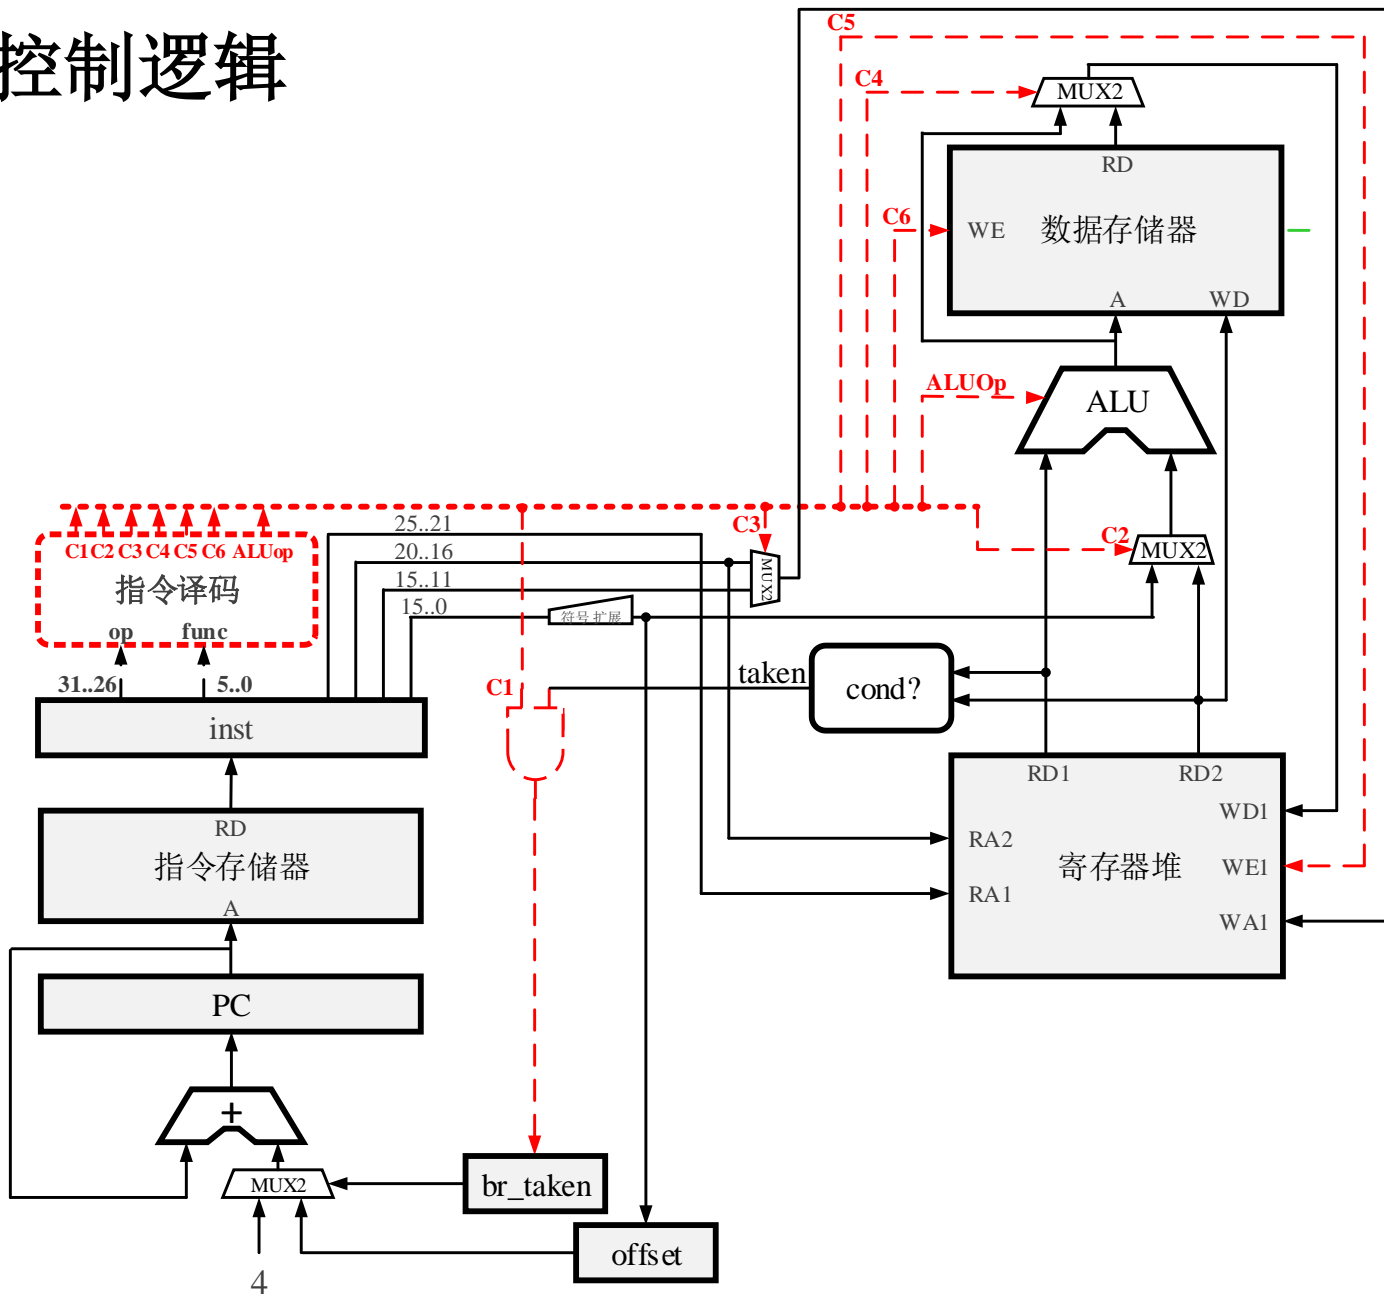 控制逻辑
C5
C4
MUX2
RD
C6
WE
数据存储器
A
WD
ALUOp
ALU
C3
C2
MUX2
MUX2
C1
C2
C3
C4
C5
C6
ALUop
指令译码
op
func
31..26
5..0
25..21
20..16
15..11
15..0
符号扩展
inst
C1
taken
cond?
RD
指令存储器
A
RD1
RD2
WD1
RA2
寄存器堆
WE1
RA1
WA1
PC
+
MUX2
br_taken
offset
4